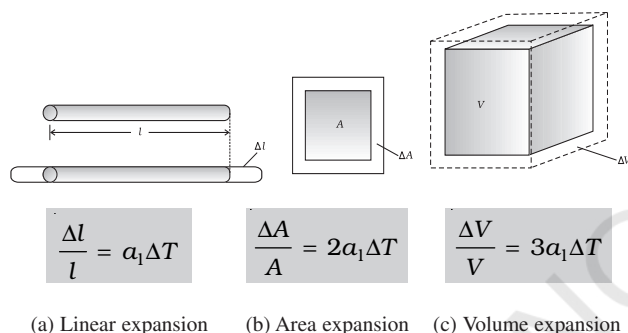 l
Δl
A
ΔA
V
ΔV
Δl/l = a₁ΔT
ΔA/A = 2a₁ΔT
ΔV/V = 3a₁ΔT
(a) Linear expansion (b) Area expansion (c) Volume expansion